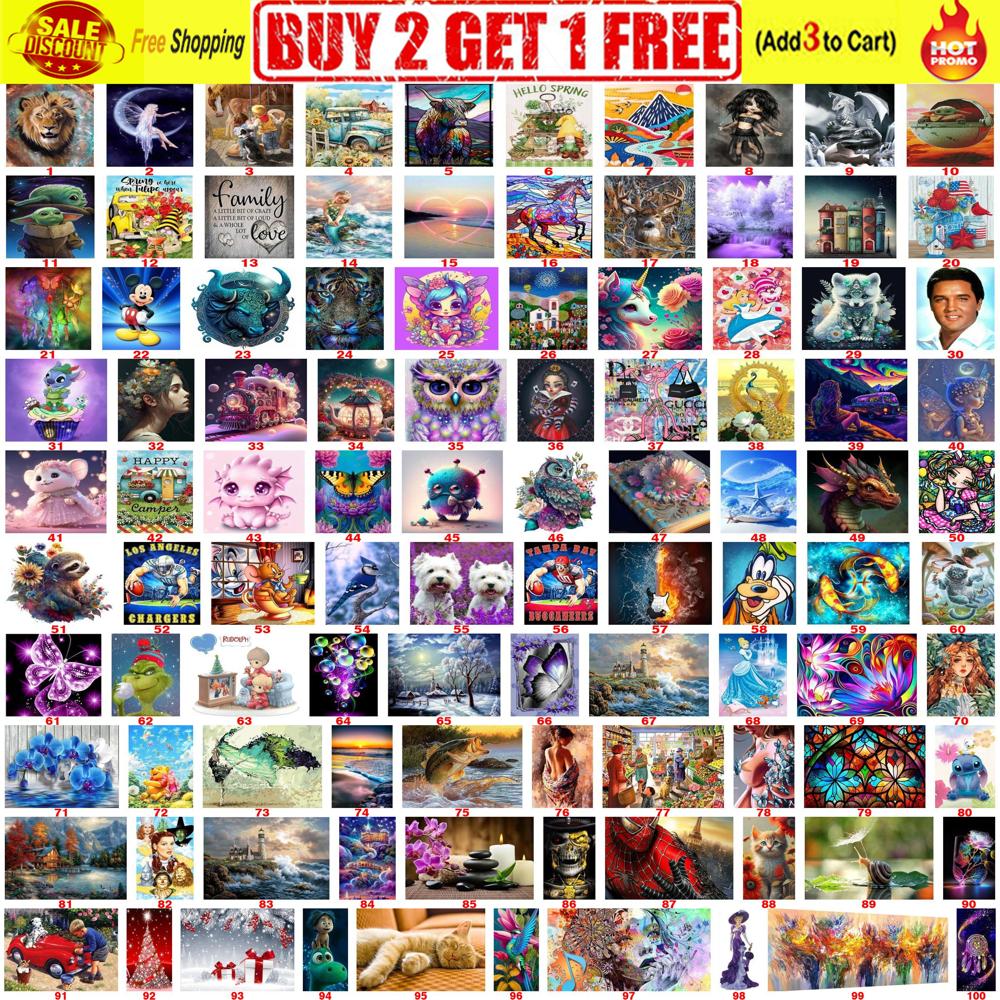 SALE
DISCOUNT
Free Shopping
BUY 2 GET 1 FREE
(Add 3 to Cart)
HOT
PROMO
HELLO SPRING
1 2 3 4 5 6 7 8 9 10
Spring is here
when Tulips appear
Family
A LITTLE BIT OF CRAZY
A LITTLE BIT OF LOUD
& A WHOLE
LOT
OF love
11 12 13 14 15 16 17 18 19 20
21 22 23 24 25 26 27 28 29 30
GUCCI
31 32 33 34 35 36 37 38 39 40
HAPPY
Camper
41 42 43 44 45 46 47 48 49 50
LOS ANGELES
CHARGERS
TAMPA BAY
BUCCANEERS
51 52 53 54 55 56 57 58 59 60
RUDOLPH
61 62 63 64 65 66 67 68 69 70
71 72 73 74 75 76 77 78 79 80
81 82 83 84 85 86 87 88 89 90
91 92 93 94 95 96 97 98 99 100